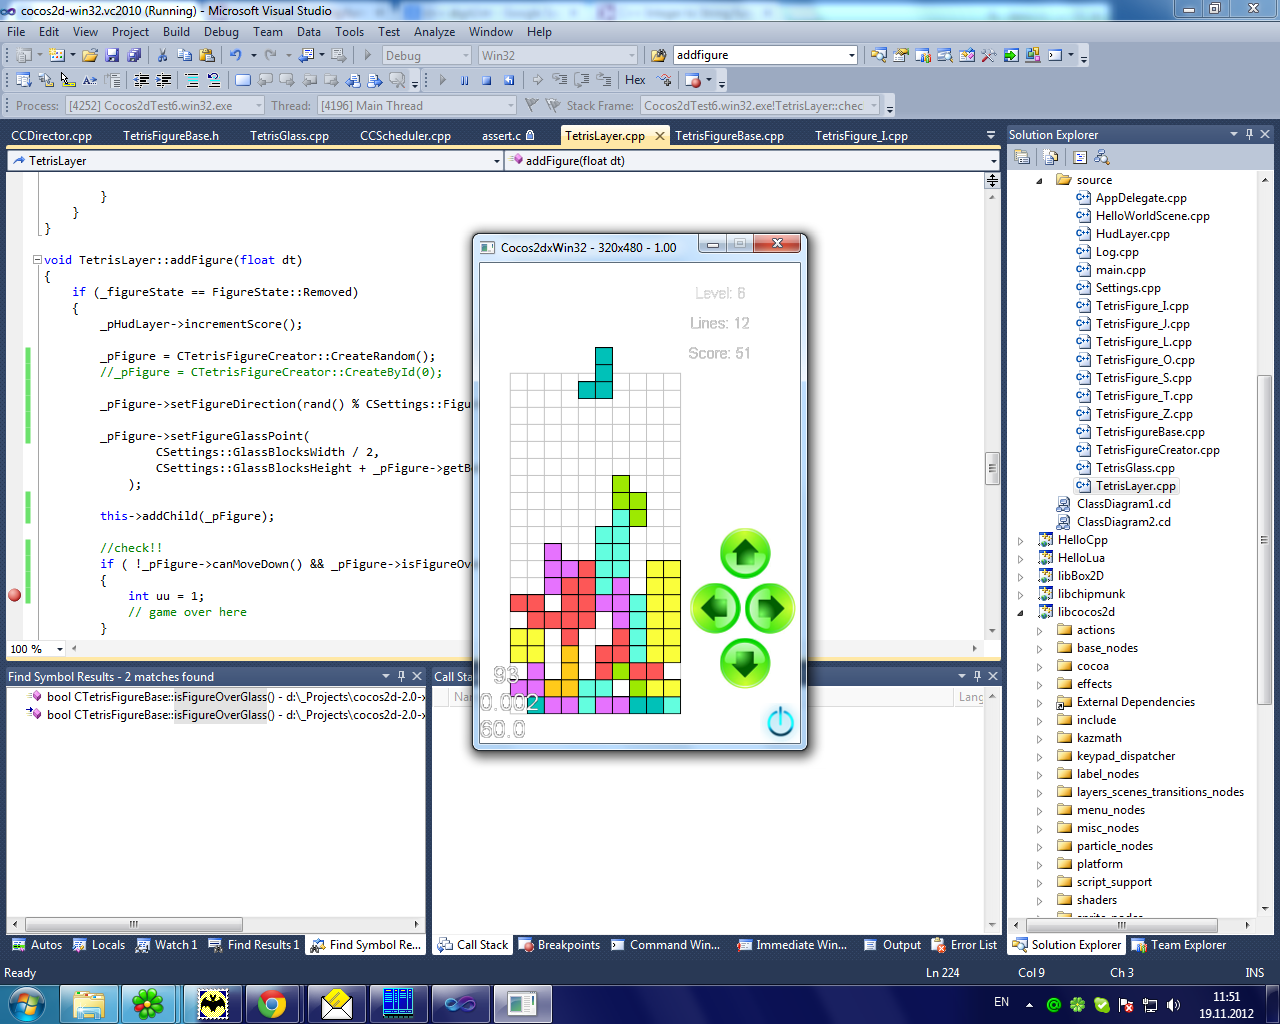 cocos2d-win32.vc2010 (Running) - Microsoft Visual Studio
File Edit View Project Build Debug Team Data Tools Test Analyze Window Help
Debug Win32 addfigure
Hex
Process: [4252] Cocos2dTest6.win32.exe Thread: [4196] Main Thread Stack Frame: Cocos2dTest6.win32.exe!TetrisLayer::chec
CCDirector.cpp TetrisFigureBase.h TetrisGlass.cpp CCScheduler.cpp assert.c TetrisLayer.cpp TetrisFigureBase.cpp TetrisFigure_I.cpp
TetrisLayer addFigure(float dt)
}
}
}
void TetrisLayer::addFigure(float dt)
{
if (_figureState == FigureState::Removed)
{
_pHudLayer->incrementScore();
_pFigure = CTetrisFigureCreator::CreateRandom();
//_pFigure = CTetrisFigureCreator::CreateById(0);
_pFigure->setFigureDirection(rand() % CSettings::Figu
_pFigure->setFigureGlassPoint(
CSettings::GlassBlocksWidth / 2,
CSettings::GlassBlocksHeight + _pFigure->getB
);
this->addChild(_pFigure);
//check!!
if ( !_pFigure->canMoveDown() && _pFigure->isFigureOv
{
int uu = 1;
// game over here
}
100 %
Cocos2dxWin32 - 320x480 - 1.00
Level: 6
Lines: 12
Score: 51
93
0.002
60.0
Solution Explorer
source
AppDelegate.cpp
HelloWorldScene.cpp
HudLayer.cpp
Log.cpp
main.cpp
Settings.cpp
TetrisFigure_I.cpp
TetrisFigure_J.cpp
TetrisFigure_L.cpp
TetrisFigure_O.cpp
TetrisFigure_S.cpp
TetrisFigure_T.cpp
TetrisFigure_Z.cpp
TetrisFigureBase.cpp
TetrisFigureCreator.cpp
TetrisGlass.cpp
TetrisLayer.cpp
ClassDiagram1.cd
ClassDiagram2.cd
HelloCpp
HelloLua
libBox2D
libchipmunk
libcocos2d
actions
base_nodes
cocoa
effects
External Dependencies
include
kazmath
keypad_dispatcher
label_nodes
layers_scenes_transitions_nodes
menu_nodes
misc_nodes
particle_nodes
platform
script_support
shaders
Find Symbol Results - 2 matches found
bool CTetrisFigureBase::isFigureOverGlass() - d:\_Projects\cocos2d-2.0-x
bool CTetrisFigureBase::isFigureOverGlass() - d:\_Projects\cocos2d-2.0-x
Call Sta
Nan Lang
Autos Locals Watch 1 Find Results 1 Find Symbol Re... Call Stack Breakpoints Command Win... Immediate Win... Output Error List Solution Explorer Team Explorer
Ready Ln 224 Col 9 Ch 3 INS
EN 11:51
19.11.2012